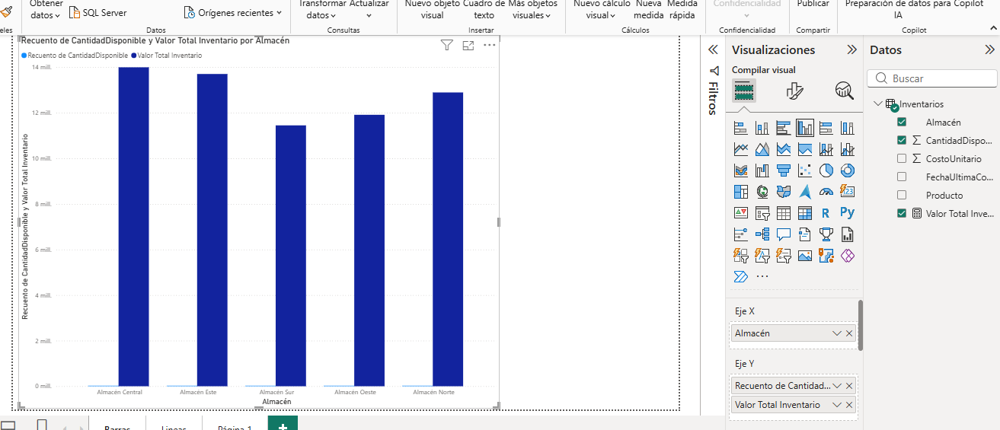 Obtener datos
SQL Server
Orígenes recientes
Transformar datos
Actualizar
Nuevo objeto visual
Cuadro de texto
Más objetos visuales
Nuevo cálculo visual
Nueva medida
Medida rápida
Confidencialidad
Publicar
Preparación de datos para Copilot IA
eles
Datos
Consultas
Insertar
Cálculos
Confidencialidad
Compartir
Copilot
Recuento de CantidadDisponible y Valor Total Inventario por Almacén
Recuento de CantidadDisponible
Valor Total Inventario
14 mill.
12 mill.
10 mill.
8 mill.
6 mill.
4 mill.
2 mill.
0 mill.
Recuento de CantidadDisponible y Valor Total Inventario
Almacén Central
Almacén Este
Almacén Sur
Almacén Oeste
Almacén Norte
Almacén
Filtros
Visualizaciones
Compilar visual
123
R
Py
Eje X
Almacén
Eje Y
Recuento de Cantidad...
Valor Total Inventario
Datos
Buscar
Inventarios
Almacén
CantidadDispo...
CostoUnitario
FechaUltimaCo...
Producto
Valor Total Inve...
Barras
Lineas
Página 1